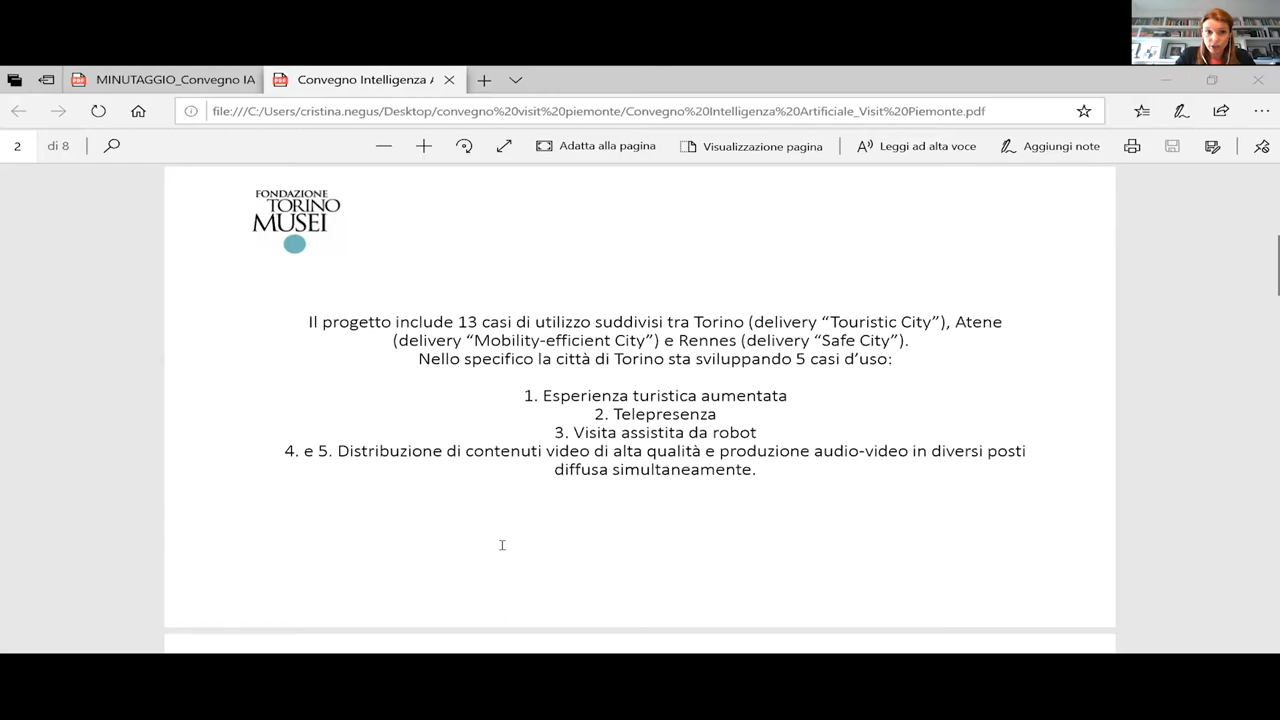 MINUTAGGIO_Convegno IA
Convegno Intelligenza A
file:///C:/Users/cristina.negus/Desktop/convegno%20visit%20piemonte/Convegno%20Intelligenza%20Artificiale_Visit%20Piemonte.pdf
2 di 8
Adatta alla pagina
Visualizzazione pagina
Leggi ad alta voce
Aggiungi note
FONDAZIONE
TORINO
MUSEI
Il progetto include 13 casi di utilizzo suddivisi tra Torino (delivery “Touristic City”), Atene
(delivery “Mobility-efficient City”) e Rennes (delivery “Safe City”).
Nello specifico la città di Torino sta sviluppando 5 casi d’uso:
1. Esperienza turistica aumentata
2. Telepresenza
3. Visita assistita da robot
4. e 5. Distribuzione di contenuti video di alta qualità e produzione audio-video in diversi posti
diffusa simultaneamente.